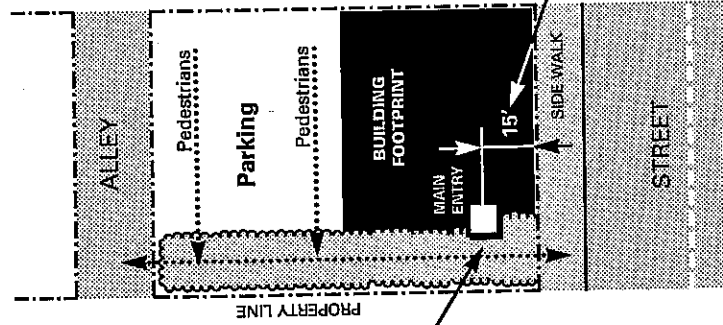 ALLEY
Pedestrians
Parking
Pedestrians
BUILDING
FOOTPRINT
MAIN
ENTRY
15'
SIDE WALK
STREET
PROPERTY LINE